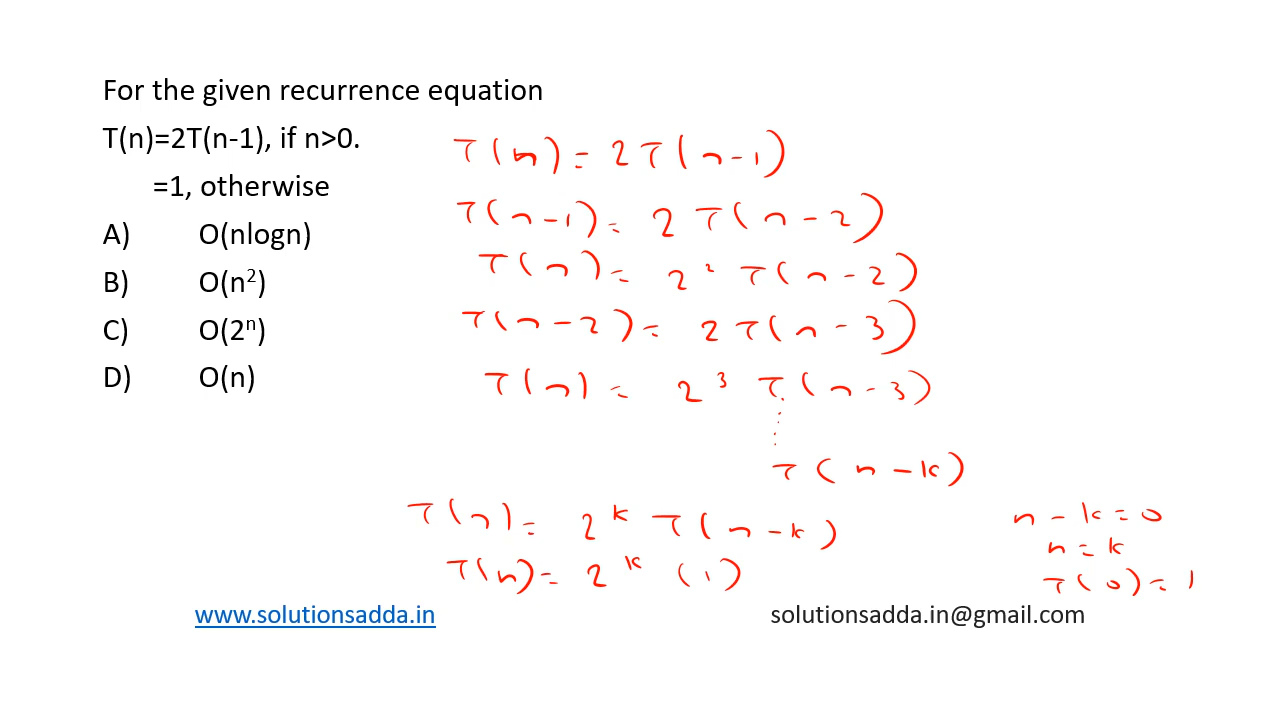 For the given recurrence equation
T(n)=2T(n-1), if n>0.
=1, otherwise
A) O(nlogn)
B) O(n²)
C) O(2ⁿ)
D) O(n)
T(n) = 2T(n-1)
T(n-1) = 2 T(n-2)
T(n) = 2² T(n-2)
T(n-2) = 2T(n-3)
T(n) = 2³ T(n-3)
T(n-k)
T(n) = 2ᵏ T(n-k)
T(n) = 2ᵏ (1)
n-k=0
n=k
T(0)=1
www.solutionsadda.in
solutionsadda.in@gmail.com